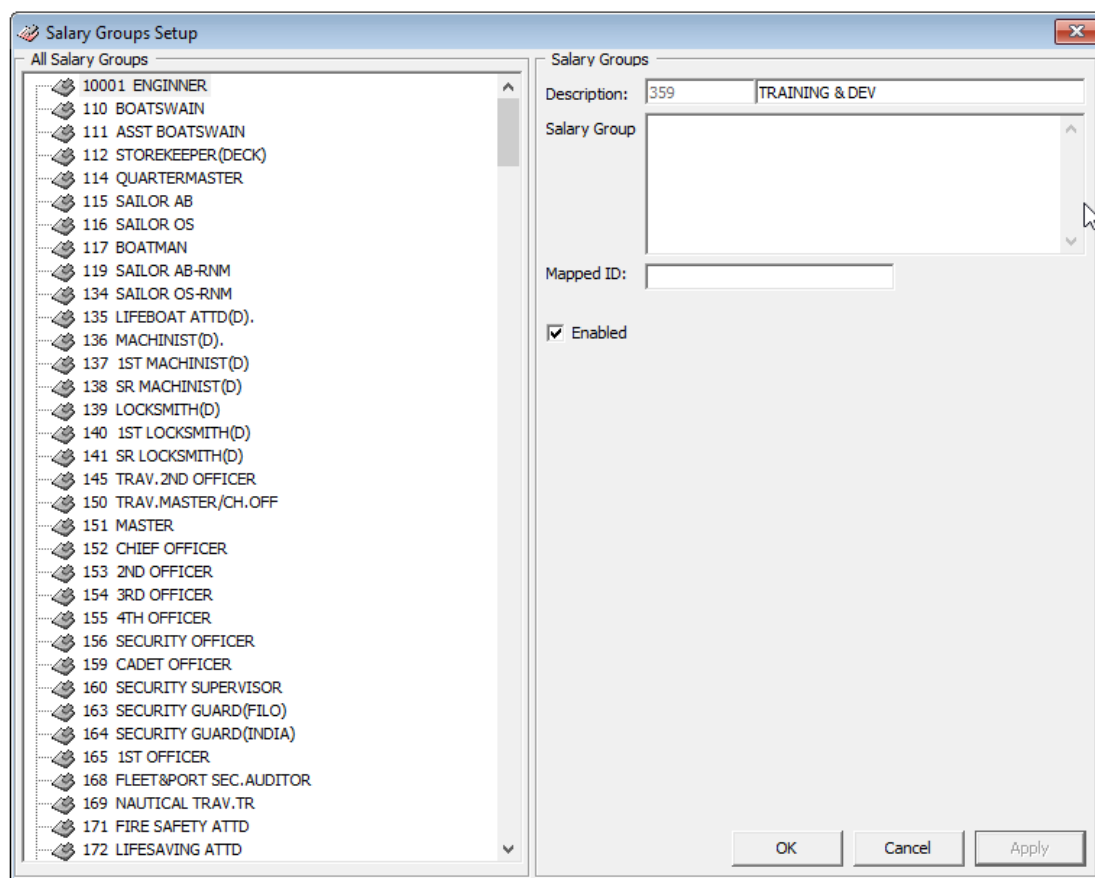 Salary Groups Setup
All Salary Groups
10001 ENGINNER
110 BOATSWAIN
111 ASST BOATSWAIN
112 STOREKEEPER(DECK)
114 QUARTERMASTER
115 SAILOR AB
116 SAILOR OS
117 BOATMAN
119 SAILOR AB-RNM
134 SAILOR OS-RNM
135 LIFEBOAT ATTD(D).
136 MACHINIST(D).
137 1ST MACHINIST(D)
138 SR MACHINIST(D)
139 LOCKSMITH(D)
140 1ST LOCKSMITH(D)
141 SR LOCKSMITH(D)
145 TRAV.2ND OFFICER
150 TRAV.MASTER/CH.OFF
151 MASTER
152 CHIEF OFFICER
153 2ND OFFICER
154 3RD OFFICER
155 4TH OFFICER
156 SECURITY OFFICER
159 CADET OFFICER
160 SECURITY SUPERVISOR
163 SECURITY GUARD(FILO)
164 SECURITY GUARD(INDIA)
165 1ST OFFICER
168 FLEET&PORT SEC.AUDITOR
169 NAUTICAL TRAV.TR
171 FIRE SAFETY ATTD
172 LIFESAVING ATTD
Salary Groups
Description: 359 TRAINING & DEV
Salary Group
Mapped ID:
Enabled
OK Cancel Apply